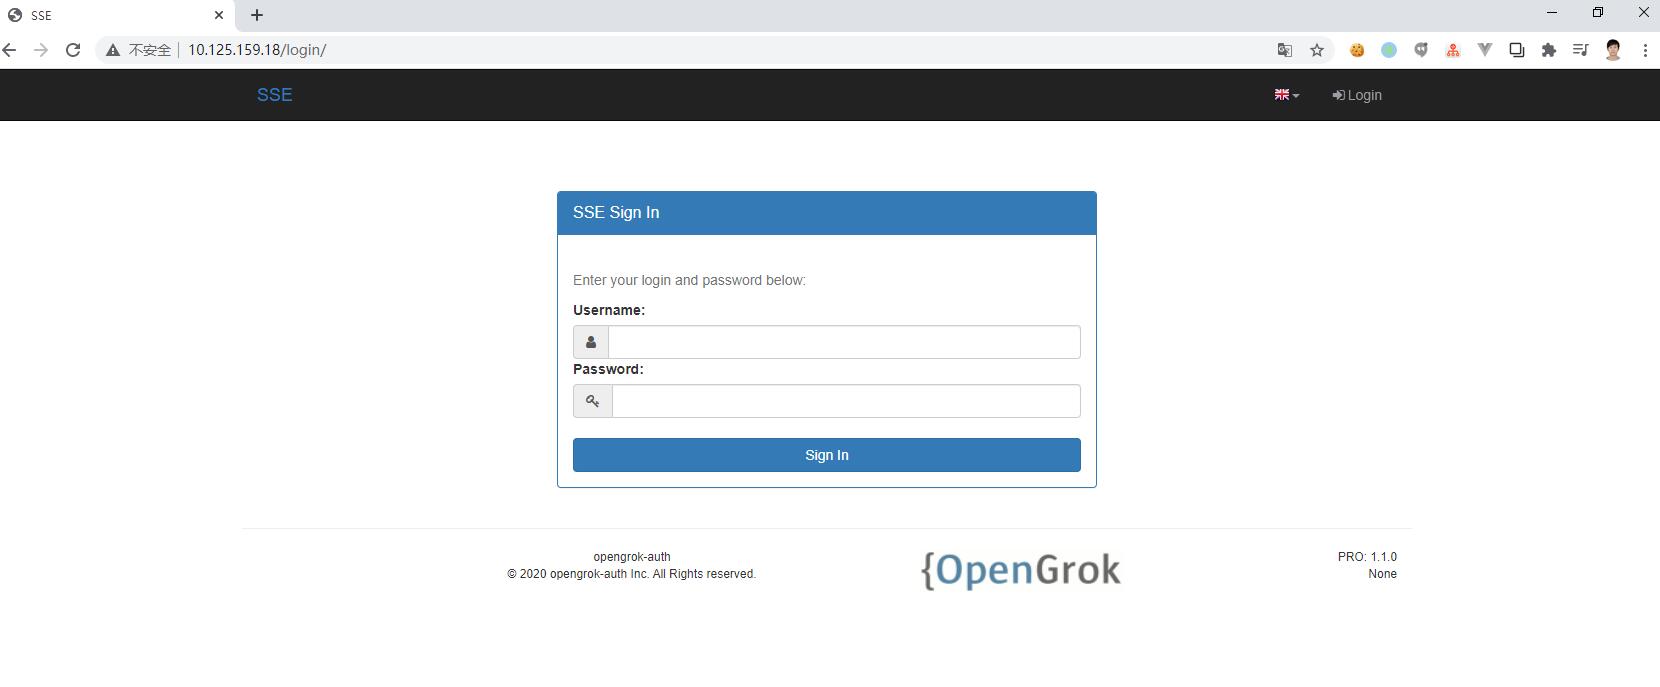 SSE
不安全 10.125.159.18/login/
SSE Login
SSE Sign In
Enter your login and password below:
Username:
Password:
Sign In
opengrok-auth
© 2020 opengrok-auth Inc. All Rights reserved.
{OpenGrok
PRO: 1.1.0
None